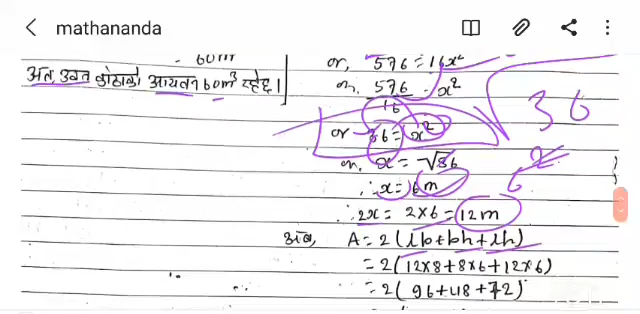 mathananda
60m
अतः उक्त कोठाको आयतन 60m³ रहेछ।
or, 576 = 16x²
or, 576/16 = x²
or 36 = x²
or, x = √36
∴ x = 6m
∴ 2x = 2×6 = 12m
अब, A = 2(lb+bh+lh)
= 2(12×8+8×6+12×6)
= 2(96+48+72)
36
6